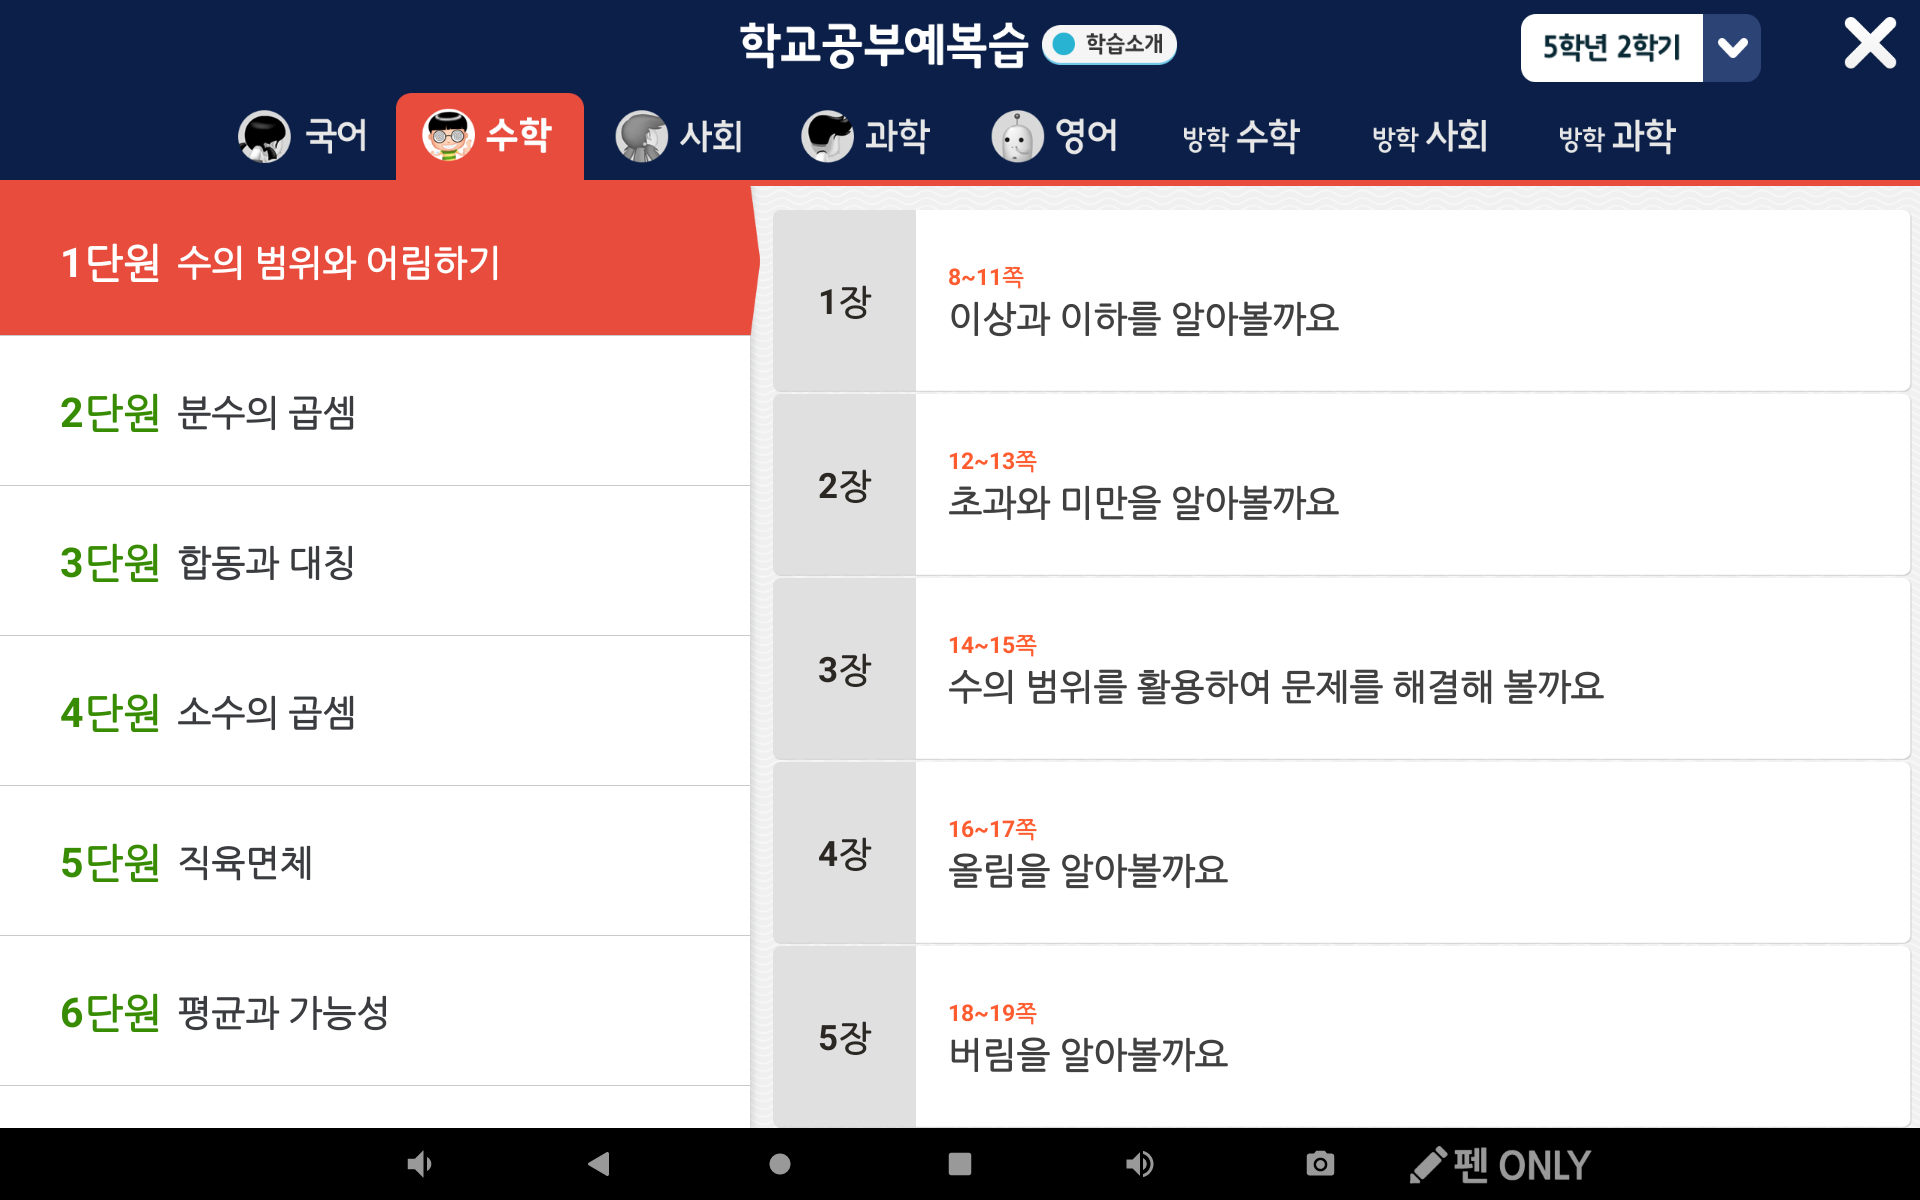 학교공부예복습 학습소개 5학년 2학기
국어 수학 사회 과학 영어 방학 수학 방학 사회 방학 과학
1단원 수의 범위와 어림하기
2단원 분수의 곱셈
3단원 합동과 대칭
4단원 소수의 곱셈
5단원 직육면체
6단원 평균과 가능성
1장
8~11쪽
이상과 이하를 알아볼까요
2장
12~13쪽
초과와 미만을 알아볼까요
3장
14~15쪽
수의 범위를 활용하여 문제를 해결해 볼까요
4장
16~17쪽
올림을 알아볼까요
5장
18~19쪽
버림을 알아볼까요
펜 ONLY